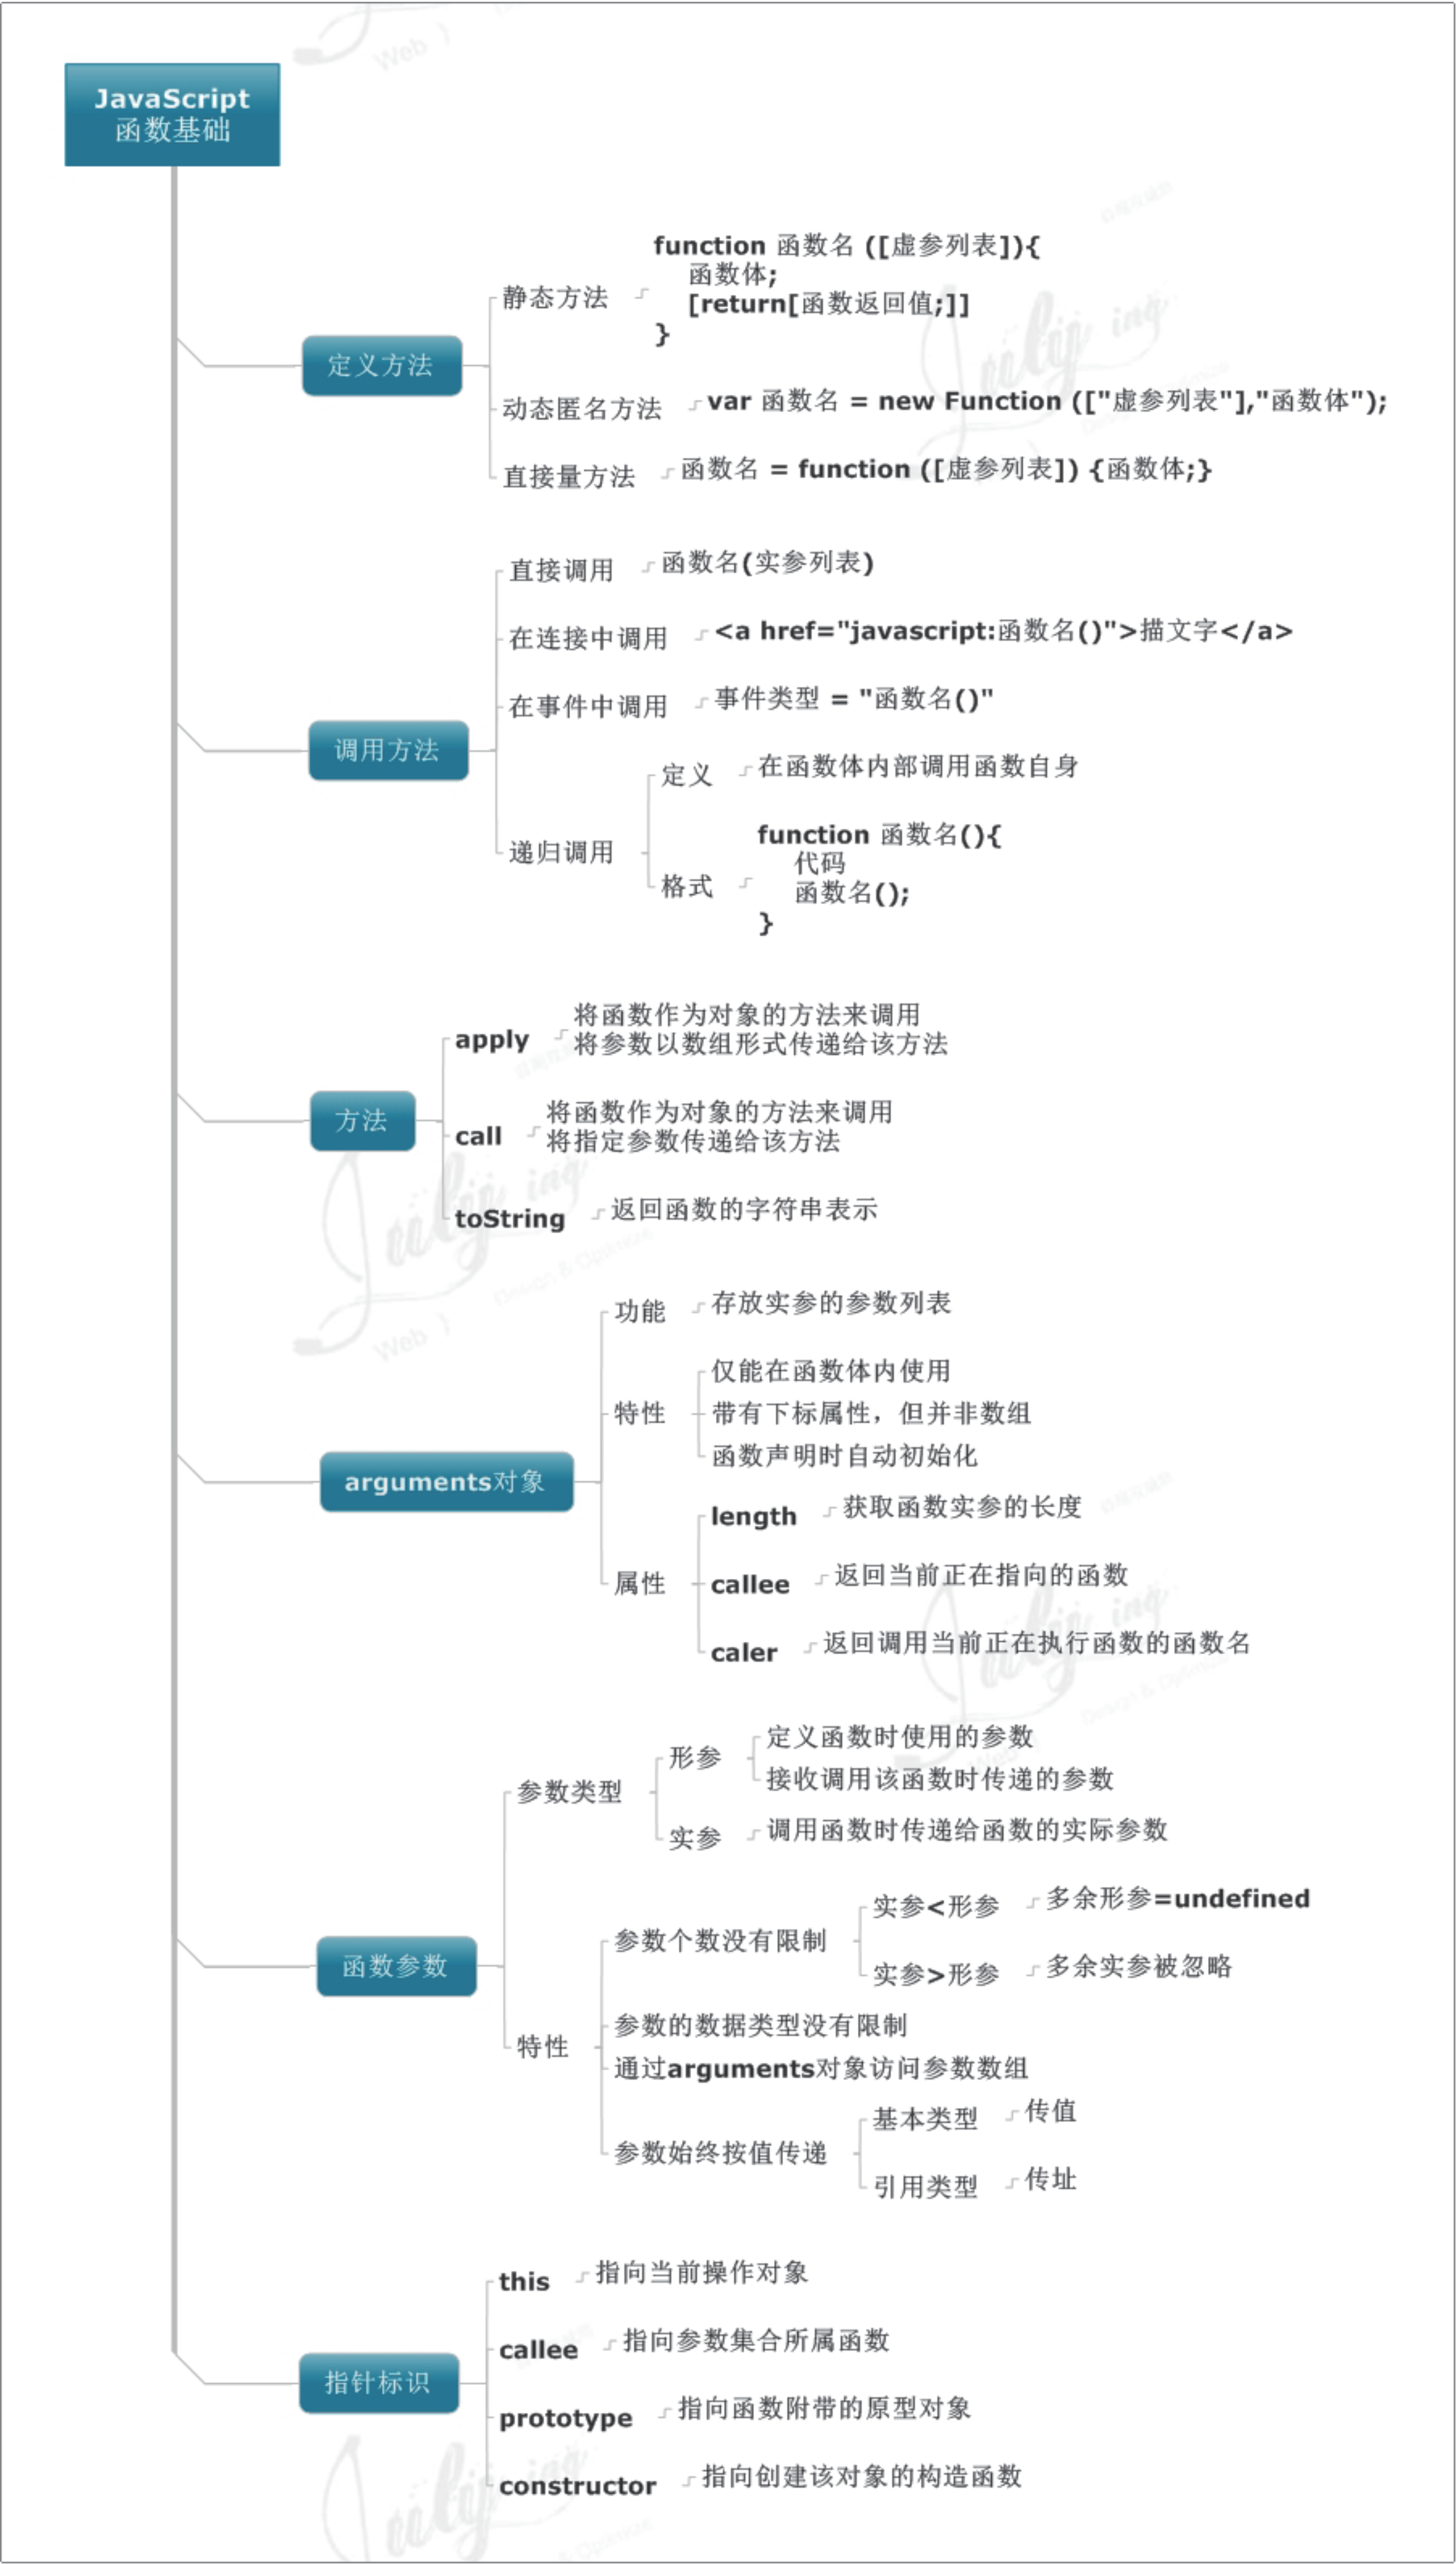 Web }
JavaScript
函数基础
function 函数名 ([虚参列表]){
函数体;
静态方法
[return[函数返回值;]]
}
定义方法
动态匿名方法
var 函数名 = new Function (["虚参列表"],"函数体");
直接量方法
函数名 = function ([虚参列表]) {函数体;}
直接调用
函数名(实参列表)
在连接中调用
<a href="javascript:函数名()">描文字</a>
在事件中调用
事件类型 = "函数名()"
调用方法
定义
在函数体内部调用函数自身
递归调用
function 函数名(){
代码
格式
函数名();
}
将函数作为对象的方法来调用
apply
将参数以数组形式传递给该方法
方法
将函数作为对象的方法来调用
call
将指定参数传递给该方法
toString
返回函数的字符串表示
Design & Optimize
Web }
功能
存放实参的参数列表
仅能在函数体内使用
特性
带有下标属性，但并非数组
函数声明时自动初始化
arguments对象
length
获取函数实参的长度
属性
callee
返回当前正在指向的函数
caler
返回调用当前正在执行函数的函数名
Design & Optimize
Web
参数类型
形参
定义函数时使用的参数
接收调用该函数时传递的参数
实参
调用函数时传递给函数的实际参数
函数参数
参数个数没有限制
实参<形参
多余形参=undefined
实参>形参
多余实参被忽略
特性
参数的数据类型没有限制
通过arguments对象访问参数数组
参数始终按值传递
基本类型
传值
引用类型
传址
this
指向当前操作对象
callee
指向参数集合所属函数
指针标识
prototype
指向函数附带的原型对象
constructor
指向创建该对象的构造函数
& Optimize